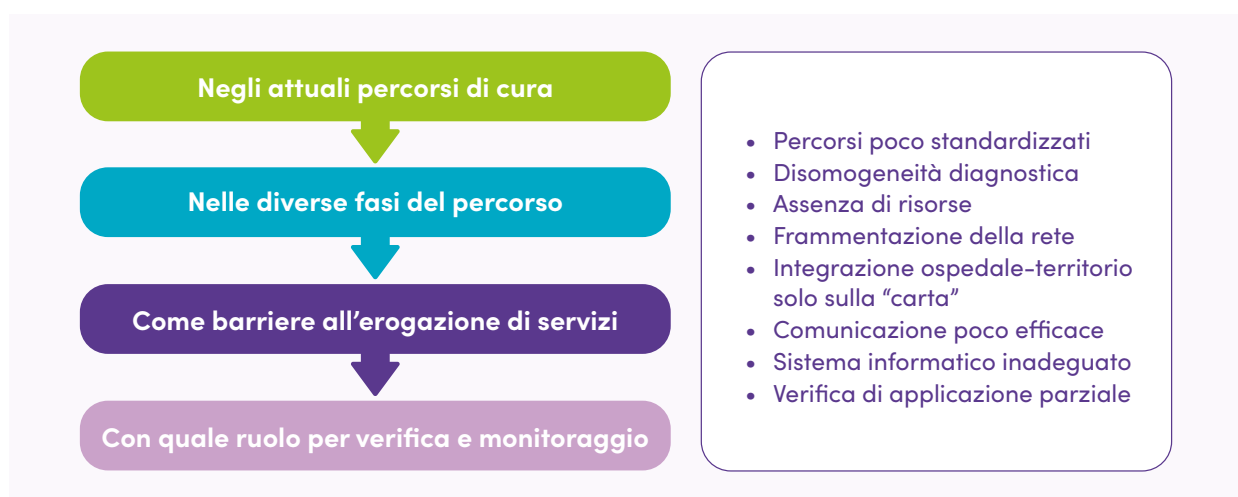 Negli attuali percorsi di cura
Nelle diverse fasi del percorso
Come barriere all’erogazione di servizi
Con quale ruolo per verifica e monitoraggio
• Percorsi poco standardizzati
• Disomogeneità diagnostica
• Assenza di risorse
• Frammentazione della rete
• Integrazione ospedale-territorio
solo sulla “carta”
• Comunicazione poco efficace
• Sistema informatico inadeguato
• Verifica di applicazione parziale